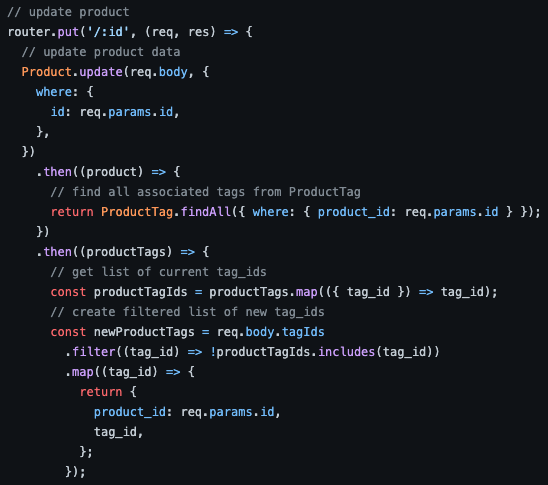 // update product
router.put('/:id', (req, res) => {
  // update product data
  Product.update(req.body, {
    where: {
      id: req.params.id,
    },
  })
    .then((product) => {
      // find all associated tags from ProductTag
      return ProductTag.findAll({ where: { product_id: req.params.id } });
    })
    .then((productTags) => {
      // get list of current tag_ids
      const productTagIds = productTags.map(({ tag_id }) => tag_id);
      // create filtered list of new tag_ids
      const newProductTags = req.body.tagIds
        .filter((tag_id) => !productTagIds.includes(tag_id))
        .map((tag_id) => {
          return {
            product_id: req.params.id,
            tag_id,
          };
        });